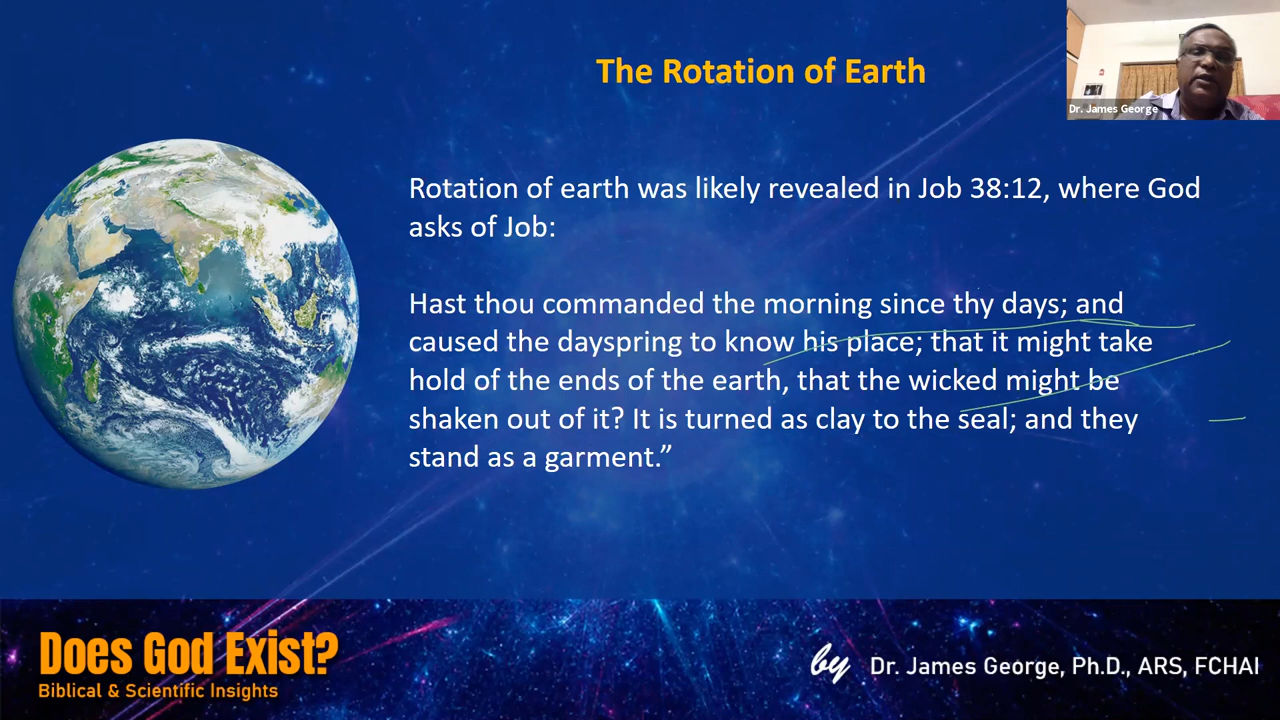 The Rotation of Earth
Dr. James George
Rotation of earth was likely revealed in Job 38:12, where God
asks of Job:
Hast thou commanded the morning since thy days; and
caused the dayspring to know his place; that it might take
hold of the ends of the earth, that the wicked might be
shaken out of it? It is turned as clay to the seal; and they
stand as a garment.”
Does God Exist?
Biblical & Scientific Insights
by Dr. James George, Ph.D., ARS, FCHAI